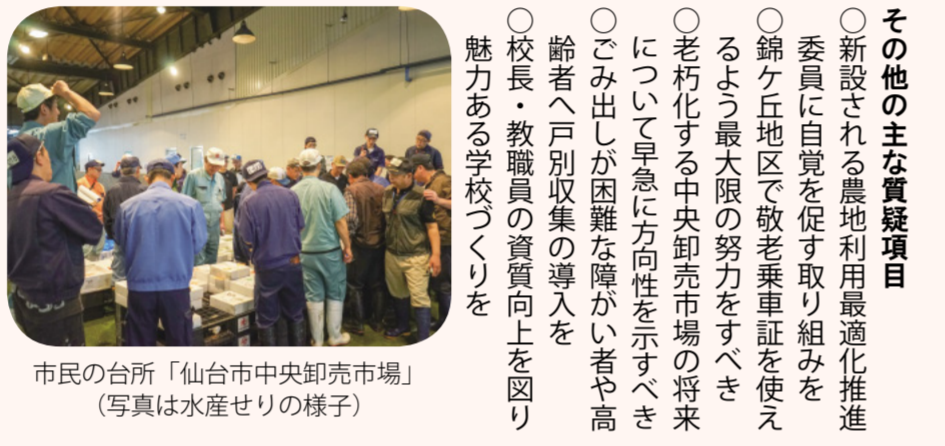 その他の主な質疑項目
○新設される農地利用最適化推進
委員に自覚を促す取り組みを
○錦ケ丘地区で敬老乗車証を使え
るよう最大限の努力をすべき
○老朽化する中央卸売市場の将来
について早急に方向性を示すべき
○ごみ出しが困難な障がい者や高
齢者へ戸別収集の導入を
○校長・教職員の資質向上を図り
魅力ある学校づくりを
市民の台所「仙台市中央卸売市場」
（写真は水産せりの様子）